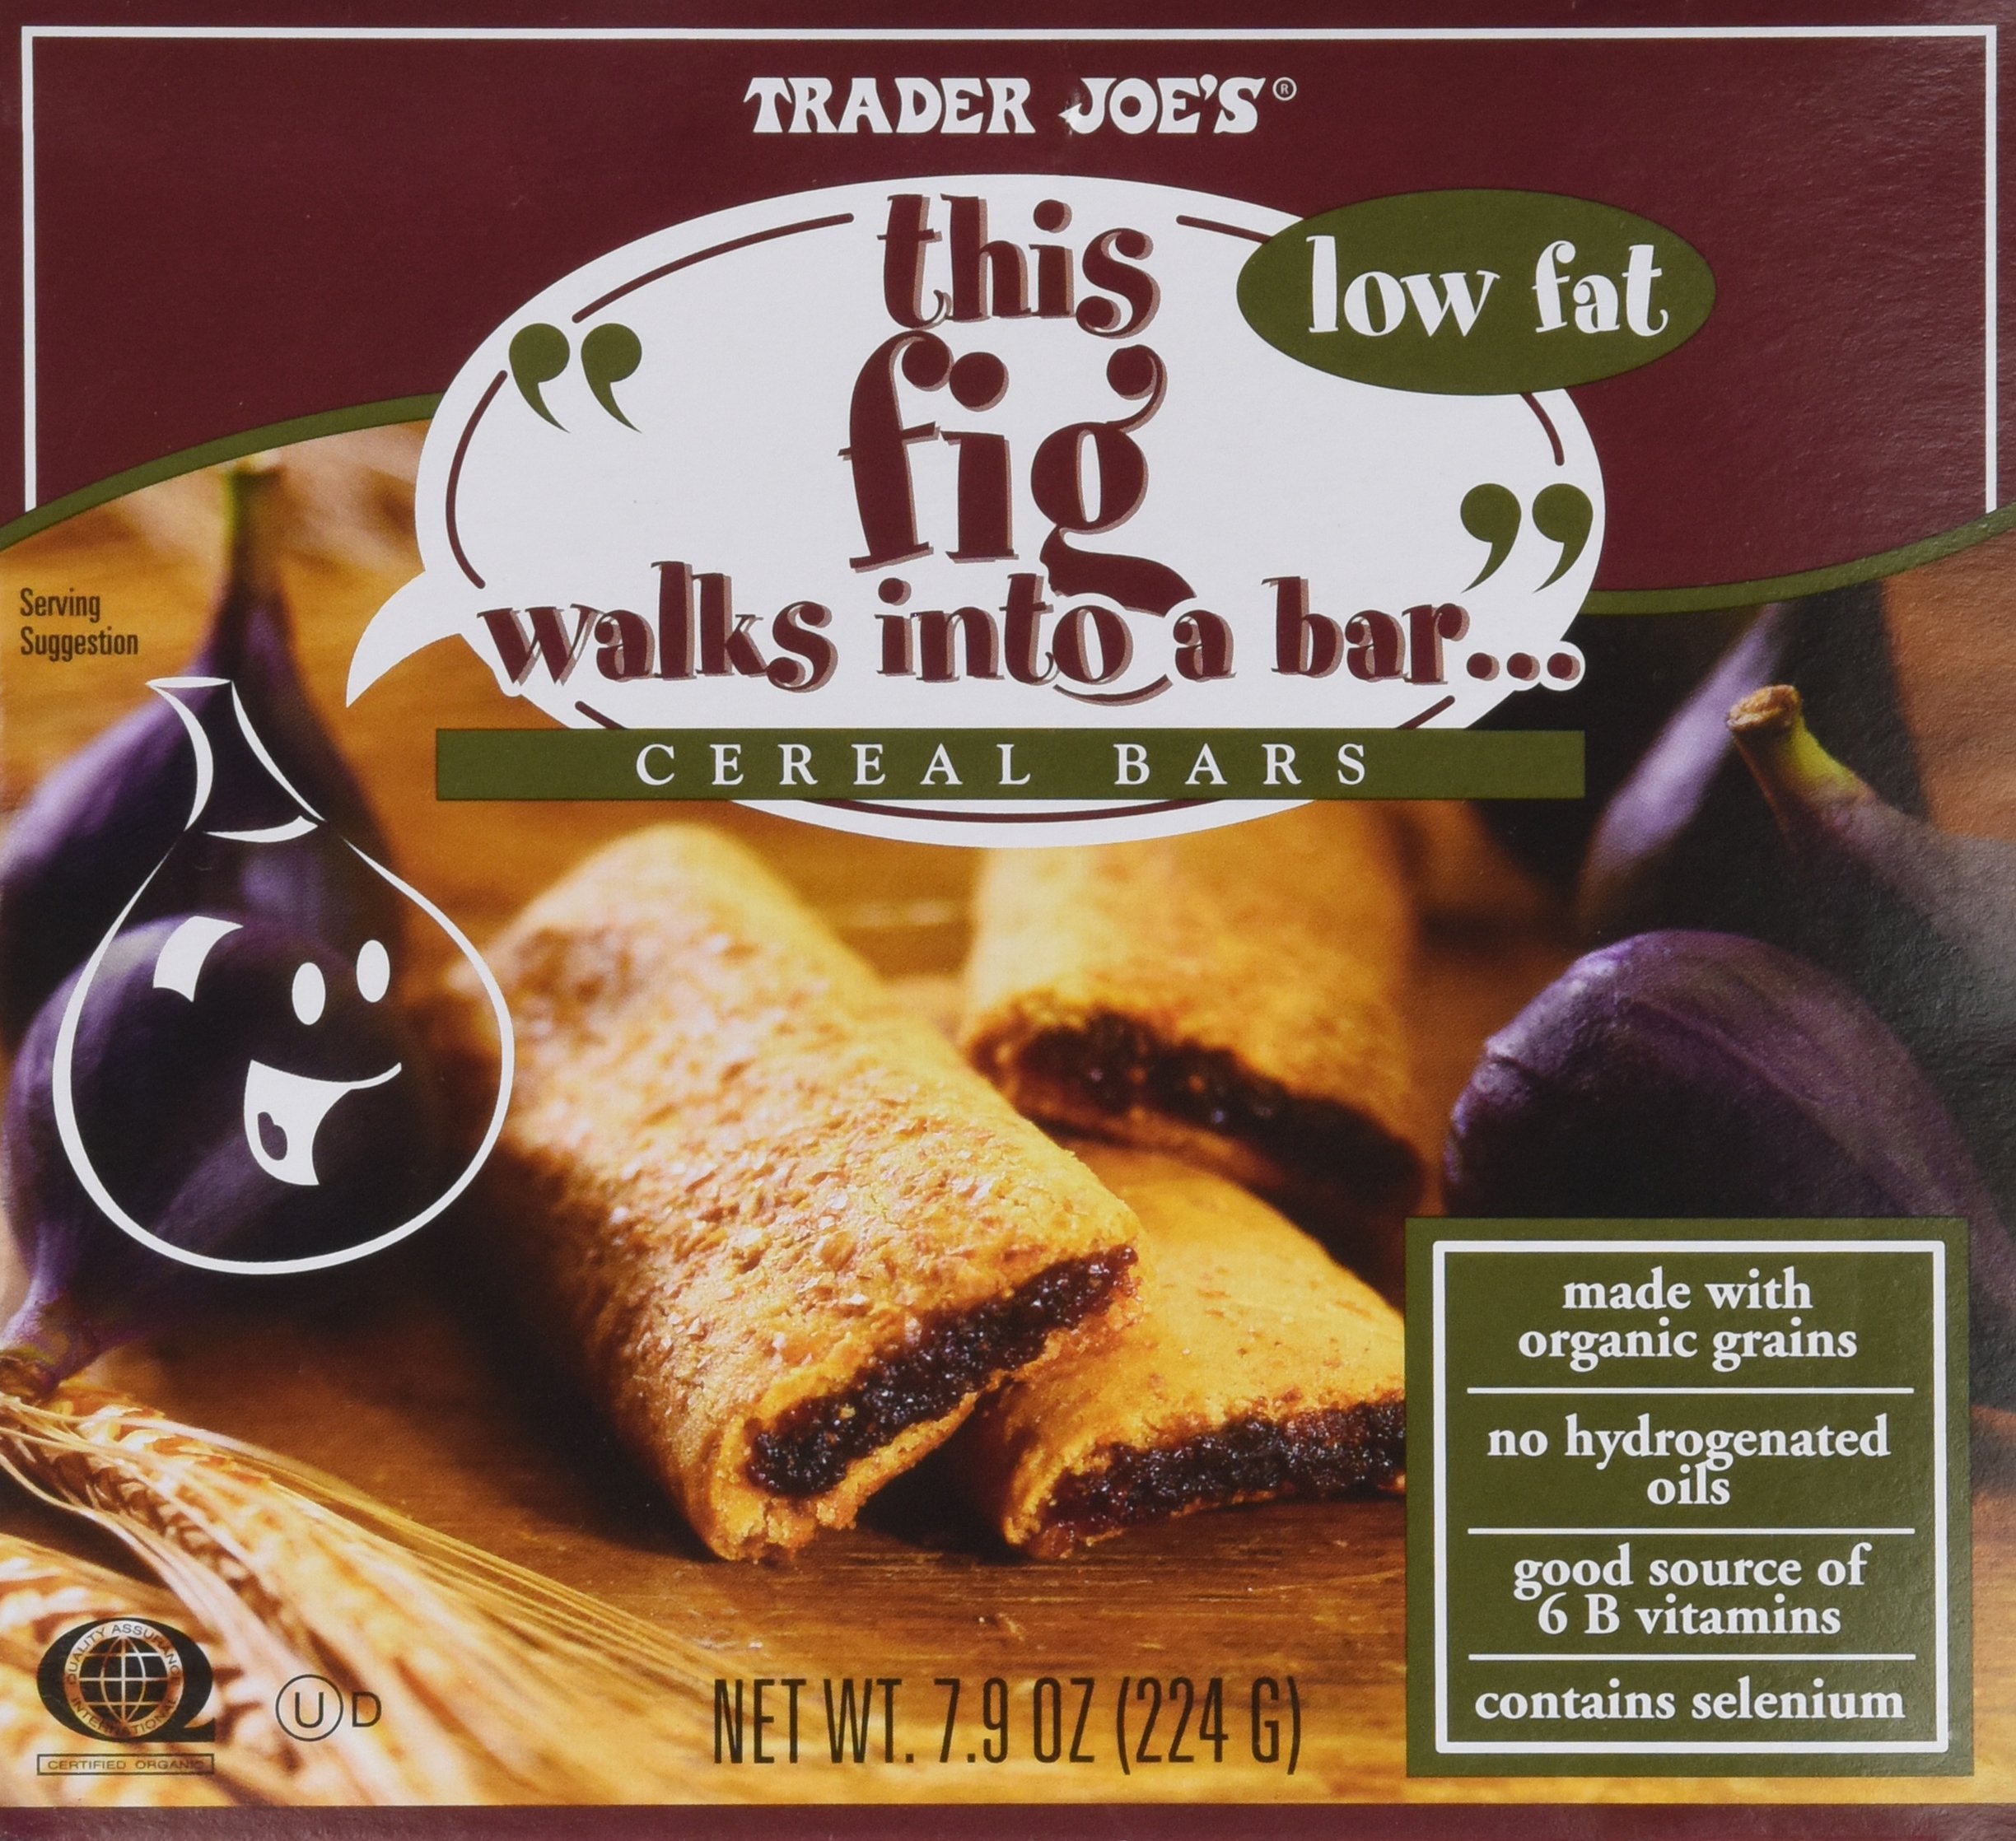 TRADER JOE'S®
“this
fig
walks into a bar...”
low fat
CEREAL BARS
Serving
Suggestion
made with
organic grains
no hydrogenated
oils
good source of
6 B vitamins
contains selenium
QUALITY ASSURANCE
INTERNATIONAL
CERTIFIED ORGANIC
U D
NET WT. 7.9 OZ (224 G)